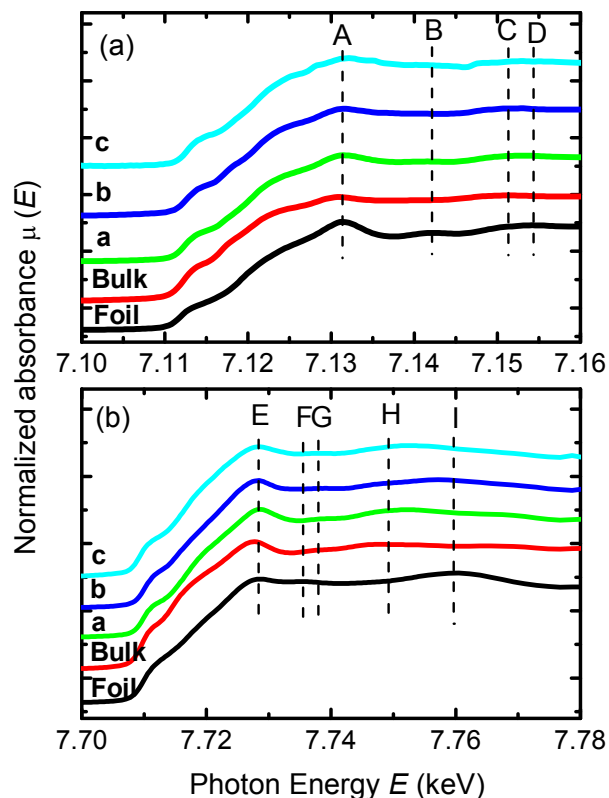 Normalized absorbance μ (E)
(a)
A
B
C
D
c
b
a
Bulk
Foil
7.10 7.11 7.12 7.13 7.14 7.15 7.16
(b)
E
F
G
H
I
c
b
a
Bulk
Foil
7.70 7.72 7.74 7.76 7.78
Photon Energy E (keV)